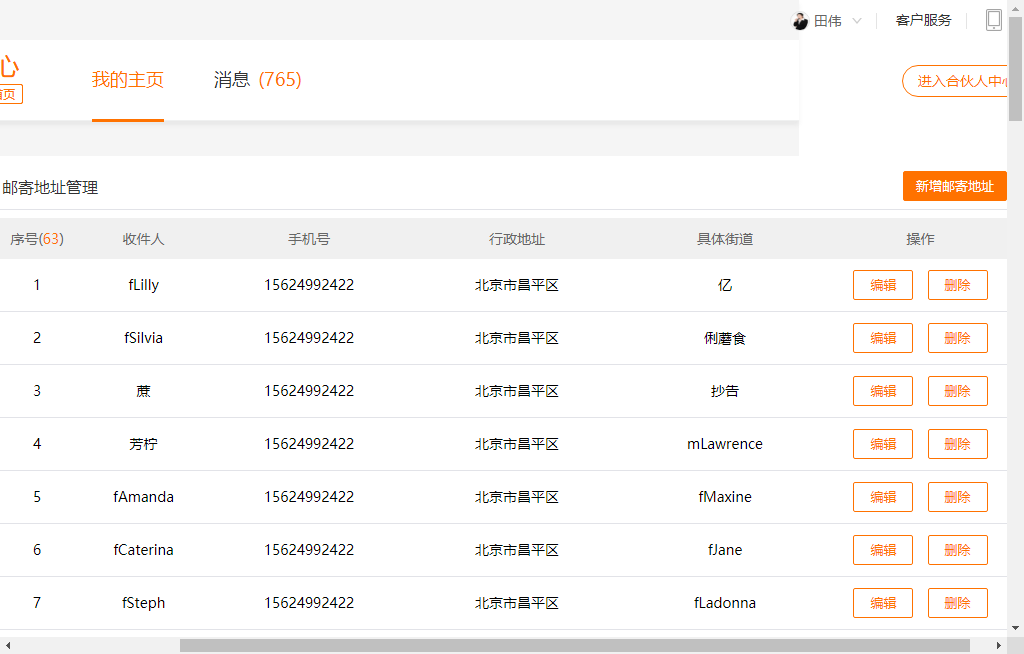 田伟 客户服务
心
我的主页 消息 (765)
进入合伙人中心
首页
邮寄地址管理 新增邮寄地址
序号(63) 收件人 手机号 行政地址 具体街道 操作
1 fLilly 15624992422 北京市昌平区 亿 编辑 删除
2 fSilvia 15624992422 北京市昌平区 俐蘑食 编辑 删除
3 蔗 15624992422 北京市昌平区 抄告 编辑 删除
4 芳柠 15624992422 北京市昌平区 mLawrence 编辑 删除
5 fAmanda 15624992422 北京市昌平区 fMaxine 编辑 删除
6 fCaterina 15624992422 北京市昌平区 fJane 编辑 删除
7 fSteph 15624992422 北京市昌平区 fLadonna 编辑 删除